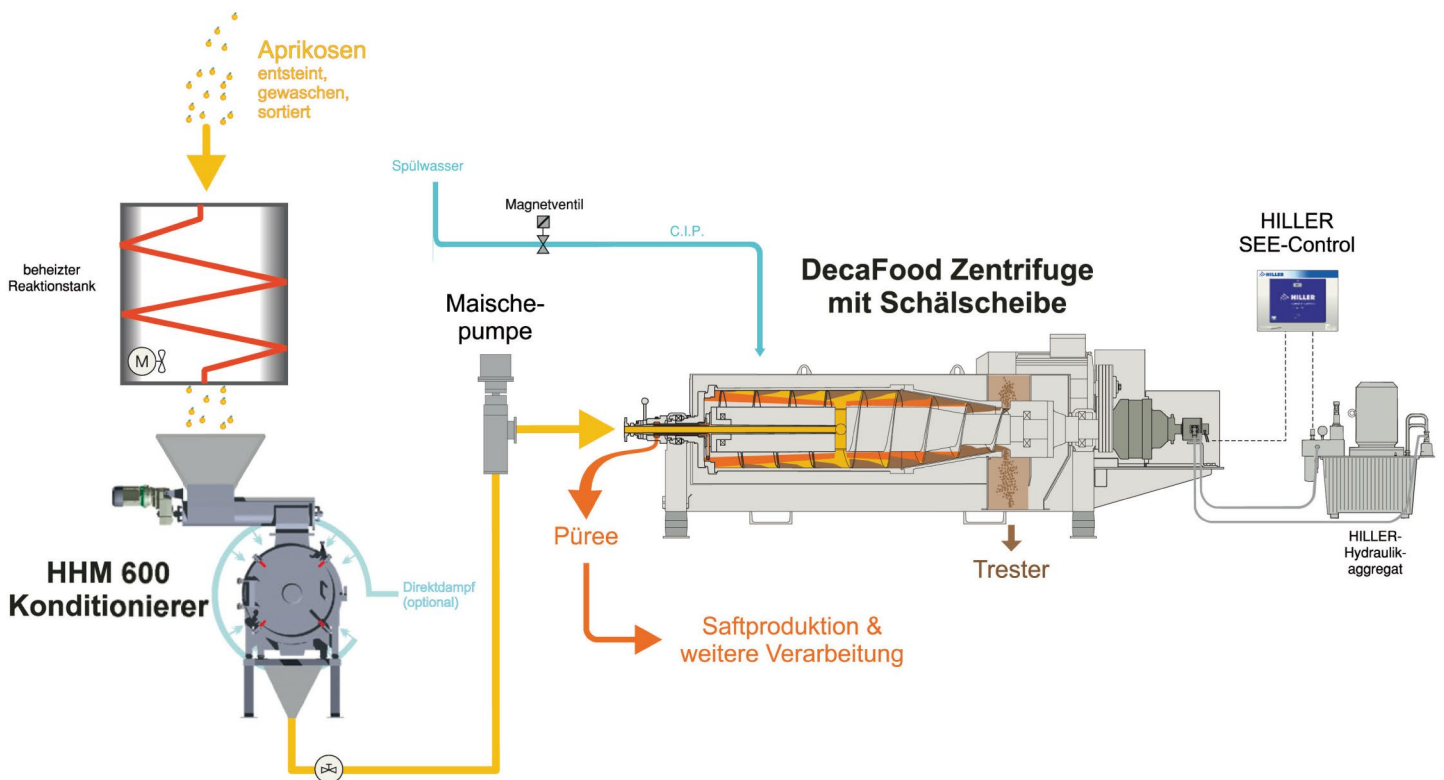 Aprikosen
entsteint,
gewaschen,
sortiert
beheizter
Reaktionstank
M
Spülwasser
Magnetventil
C.I.P.
Maische-
pumpe
DecaFood Zentrifuge
mit Schälscheibe
HILLER
SEE-Control
HILLER
HILLER
HHM 600
Konditionierer
Direktdampf
(optional)
Püree
Trester
Saftproduktion &
weitere Verarbeitung
HILLER-
Hydraulik-
aggregat